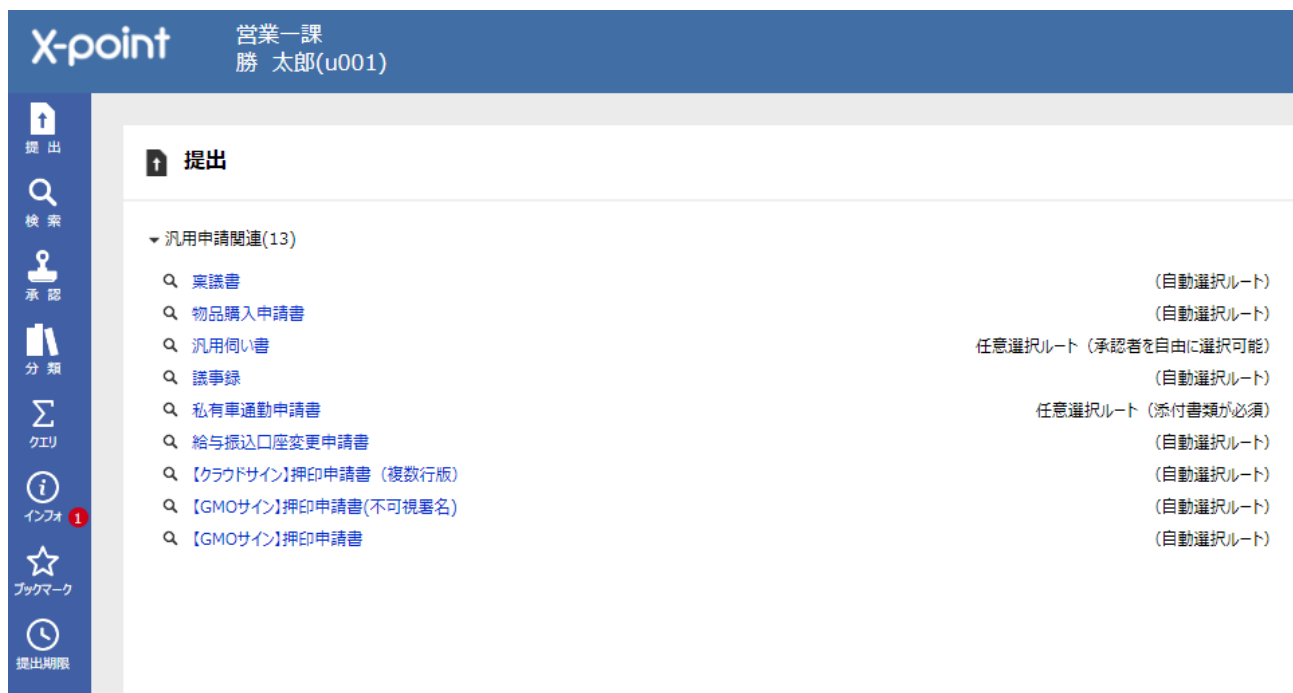 X-point
営業一課
勝 太郎(u001)
提 出
検 索
承 認
分 類
クエリ
インフォ 1
ブックマーク
提出期限
提出
汎用申請関連(13)
稟議書 (自動選択ルート)
物品購入申請書 (自動選択ルート)
汎用伺い書 任意選択ルート (承認者を自由に選択可能)
議事録 (自動選択ルート)
私有車通勤申請書 任意選択ルート (添付書類が必須)
給与振込口座変更申請書 (自動選択ルート)
【クラウドサイン】押印申請書 (複数行版) (自動選択ルート)
【GMOサイン】押印申請書(不可視署名) (自動選択ルート)
【GMOサイン】押印申請書 (自動選択ルート)